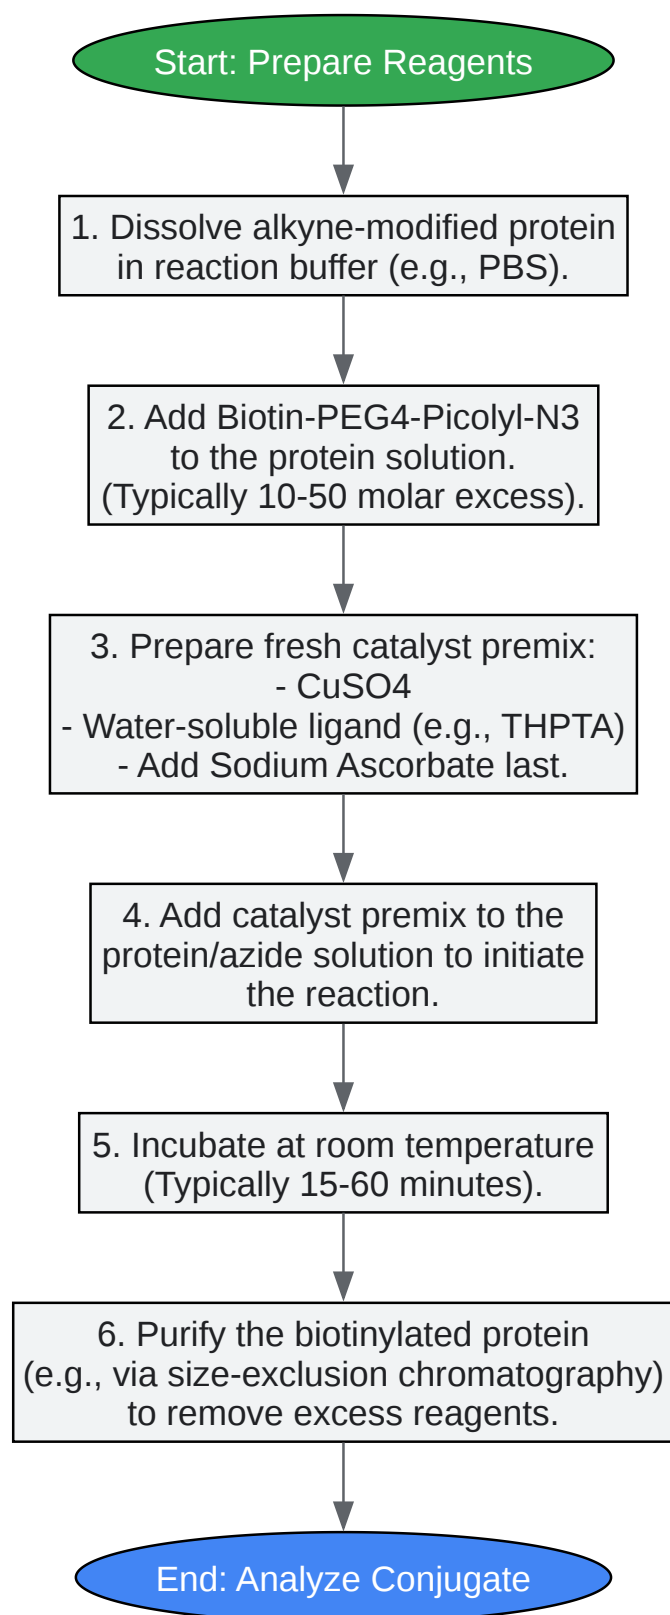 Start: Prepare Reagents
1. Dissolve alkyne-modified protein
in reaction buffer (e.g., PBS).
2. Add Biotin-PEG4-Picolyl-N3
to the protein solution.
(Typically 10-50 molar excess).
3. Prepare fresh catalyst premix:
- CuSO4
- Water-soluble ligand (e.g., THPTA)
- Add Sodium Ascorbate last.
4. Add catalyst premix to the
protein/azide solution to initiate
the reaction.
5. Incubate at room temperature
(Typically 15-60 minutes).
6. Purify the biotinylated protein
(e.g., via size-exclusion chromatography)
to remove excess reagents.
End: Analyze Conjugate